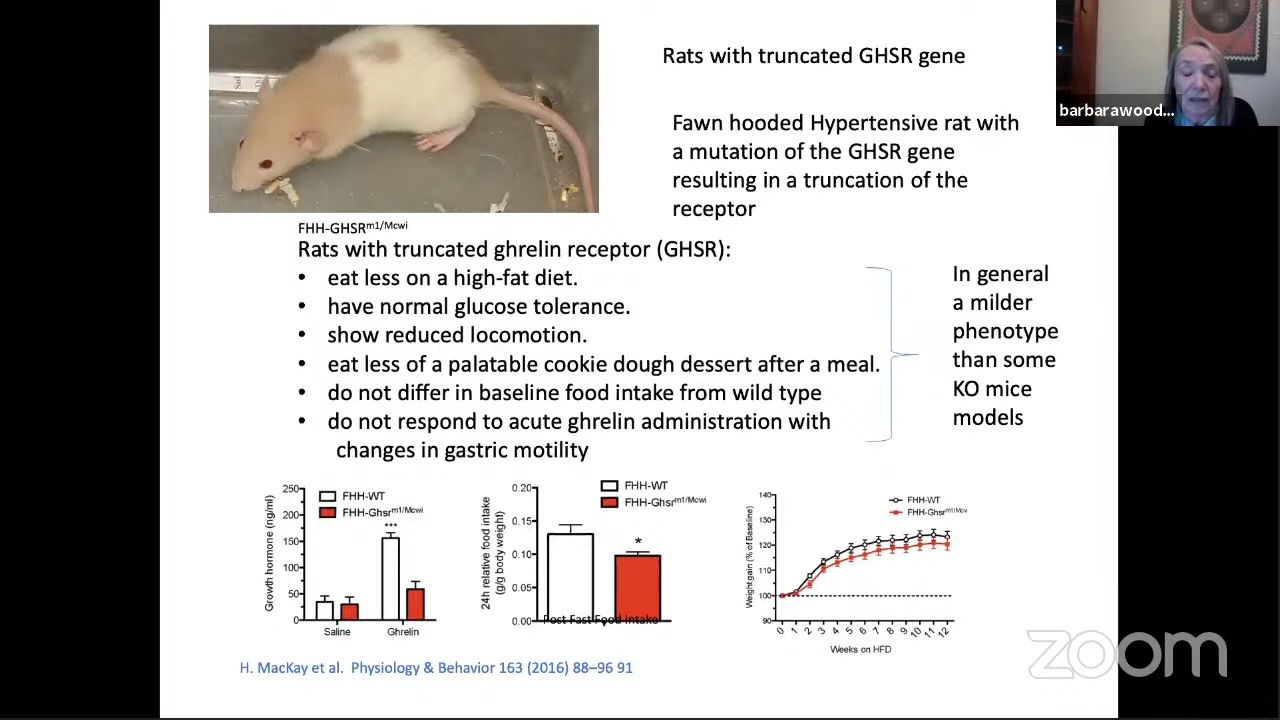 Rats with truncated GHSR gene
barbarawood...
Fawn hooded Hypertensive rat with
a mutation of the GHSR gene
resulting in a truncation of the
receptor
FHH-GHSRm1/Mcwi
Rats with truncated ghrelin receptor (GHSR):
• eat less on a high-fat diet.
• have normal glucose tolerance.
• show reduced locomotion.
• eat less of a palatable cookie dough dessert after a meal.
• do not differ in baseline food intake from wild type
• do not respond to acute ghrelin administration with
changes in gastric motility
In general
a milder
phenotype
than some
KO mice
models
Growth hormone (ng/ml)
250
200
150
100
50
0
FHH-WT
FHH-Ghsrm1/Mcwi
***
Saline
Ghrelin
24h relative food intake
(g/g body weight)
0.20
0.15
0.10
0.05
0.00
FHH-WT
FHH-Ghsrm1/Mcwi
*
Post Fast Food Intake
Weight gain (% of Baseline)
140
130
120
110
100
90
FHH-WT
FHH-Ghsrm1/Mcwi
0 1 2 3 4 5 6 7 8 9 10 11 12
Weeks on HFD
H. MacKay et al. Physiology & Behavior 163 (2016) 88–96 91
zoom